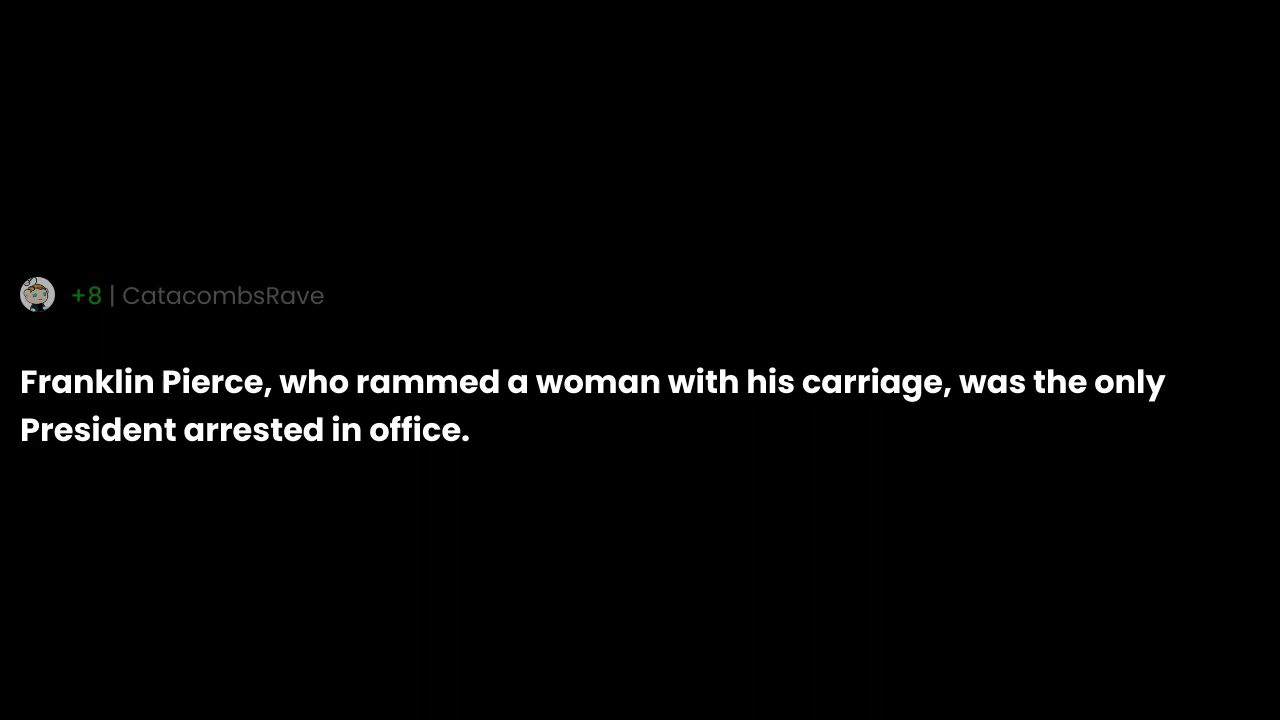 +8 | CatacombsRave
Franklin Pierce, who rammed a woman with his carriage, was the only
President arrested in office.